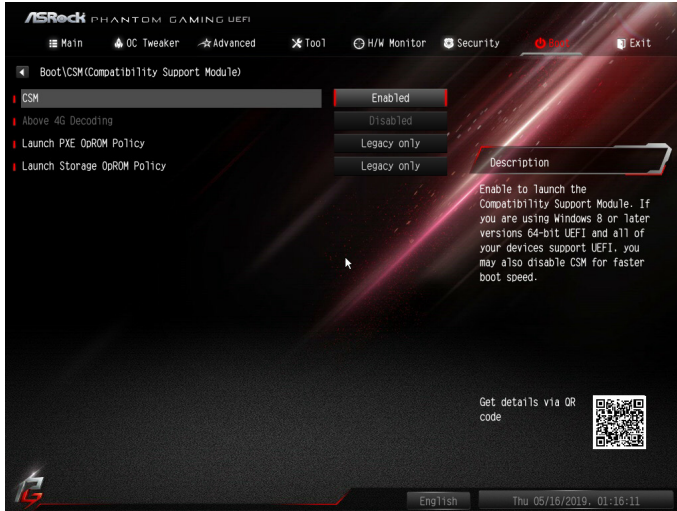 ASRock PHANTOM GAMING UEFI
Main OC Tweaker Advanced Tool H/W Monitor Security Boot Exit
Boot\CSM(Compatibility Support Module)
CSM Enabled
Above 4G Decoding Disabled
Launch PXE OpROM Policy Legacy only
Launch Storage OpROM Policy Legacy only
Description
Enable to launch the
Compatibility Support Module. If
you are using Windows 8 or later
versions 64-bit UEFI and all of
your devices support UEFI, you
may also disable CSM for faster
boot speed.
Get details via QR
code
English Thu 05/16/2019. 01:16:11